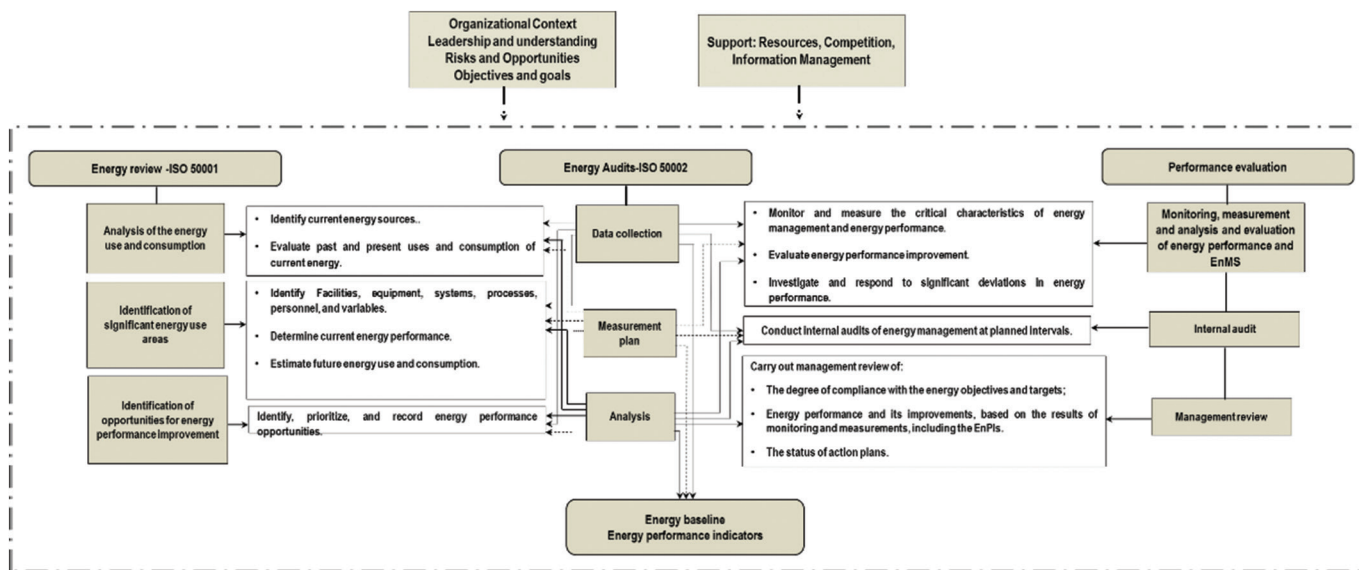 Organizational Context
Leadership and understanding
Risks and Opportunities
Objectives and goals
Support: Resources, Competition,
Information Management
Energy review -ISO 50001
Energy Audits-ISO 50002
Performance evaluation
Analysis of the energy
use and consumption
• Identify current energy sources..
• Evaluate past and present uses and consumption of
current energy.
Identification of
significant energy use
areas
• Identify Facilities, equipment, systems, processes,
personnel, and variables.
• Determine current energy performance.
• Estimate future energy use and consumption.
Identification of
opportunities for energy
performance improvement
Identify, prioritize, and record energy performance
opportunities.
Data collection
Measurement
plan
Analysis
• Monitor and measure the critical characteristics of energy
management and energy performance.
• Evaluate energy performance improvement.
• Investigate and respond to significant deviations in energy
performance.
Monitoring, measurement
and analysis and evaluation
of energy performance and
EnMS
Conduct Internal audits of energy management at planned intervals.
Internal audit
Carry out management review of:
• The degree of compliance with the energy objectives and targets;
• Energy performance and its improvements, based on the results of
monitoring and measurements, including the EnPIs.
• The status of action plans.
Management review
Energy baseline
Energy performance indicators